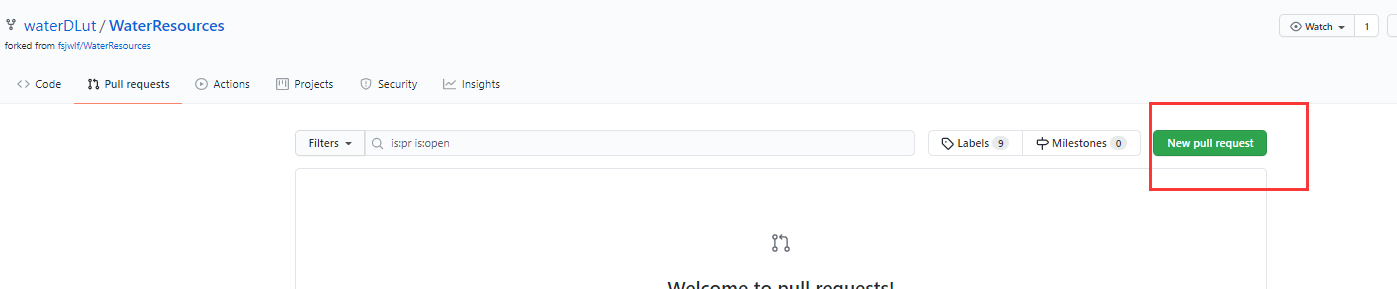 waterDLut / WaterResources
Watch 1
forked from fsjwlf/WaterResources
Code Pull requests Actions Projects Security Insights
Filters is:pr is:open Labels 9 Milestones 0 New pull request
Welcome to pull requests!